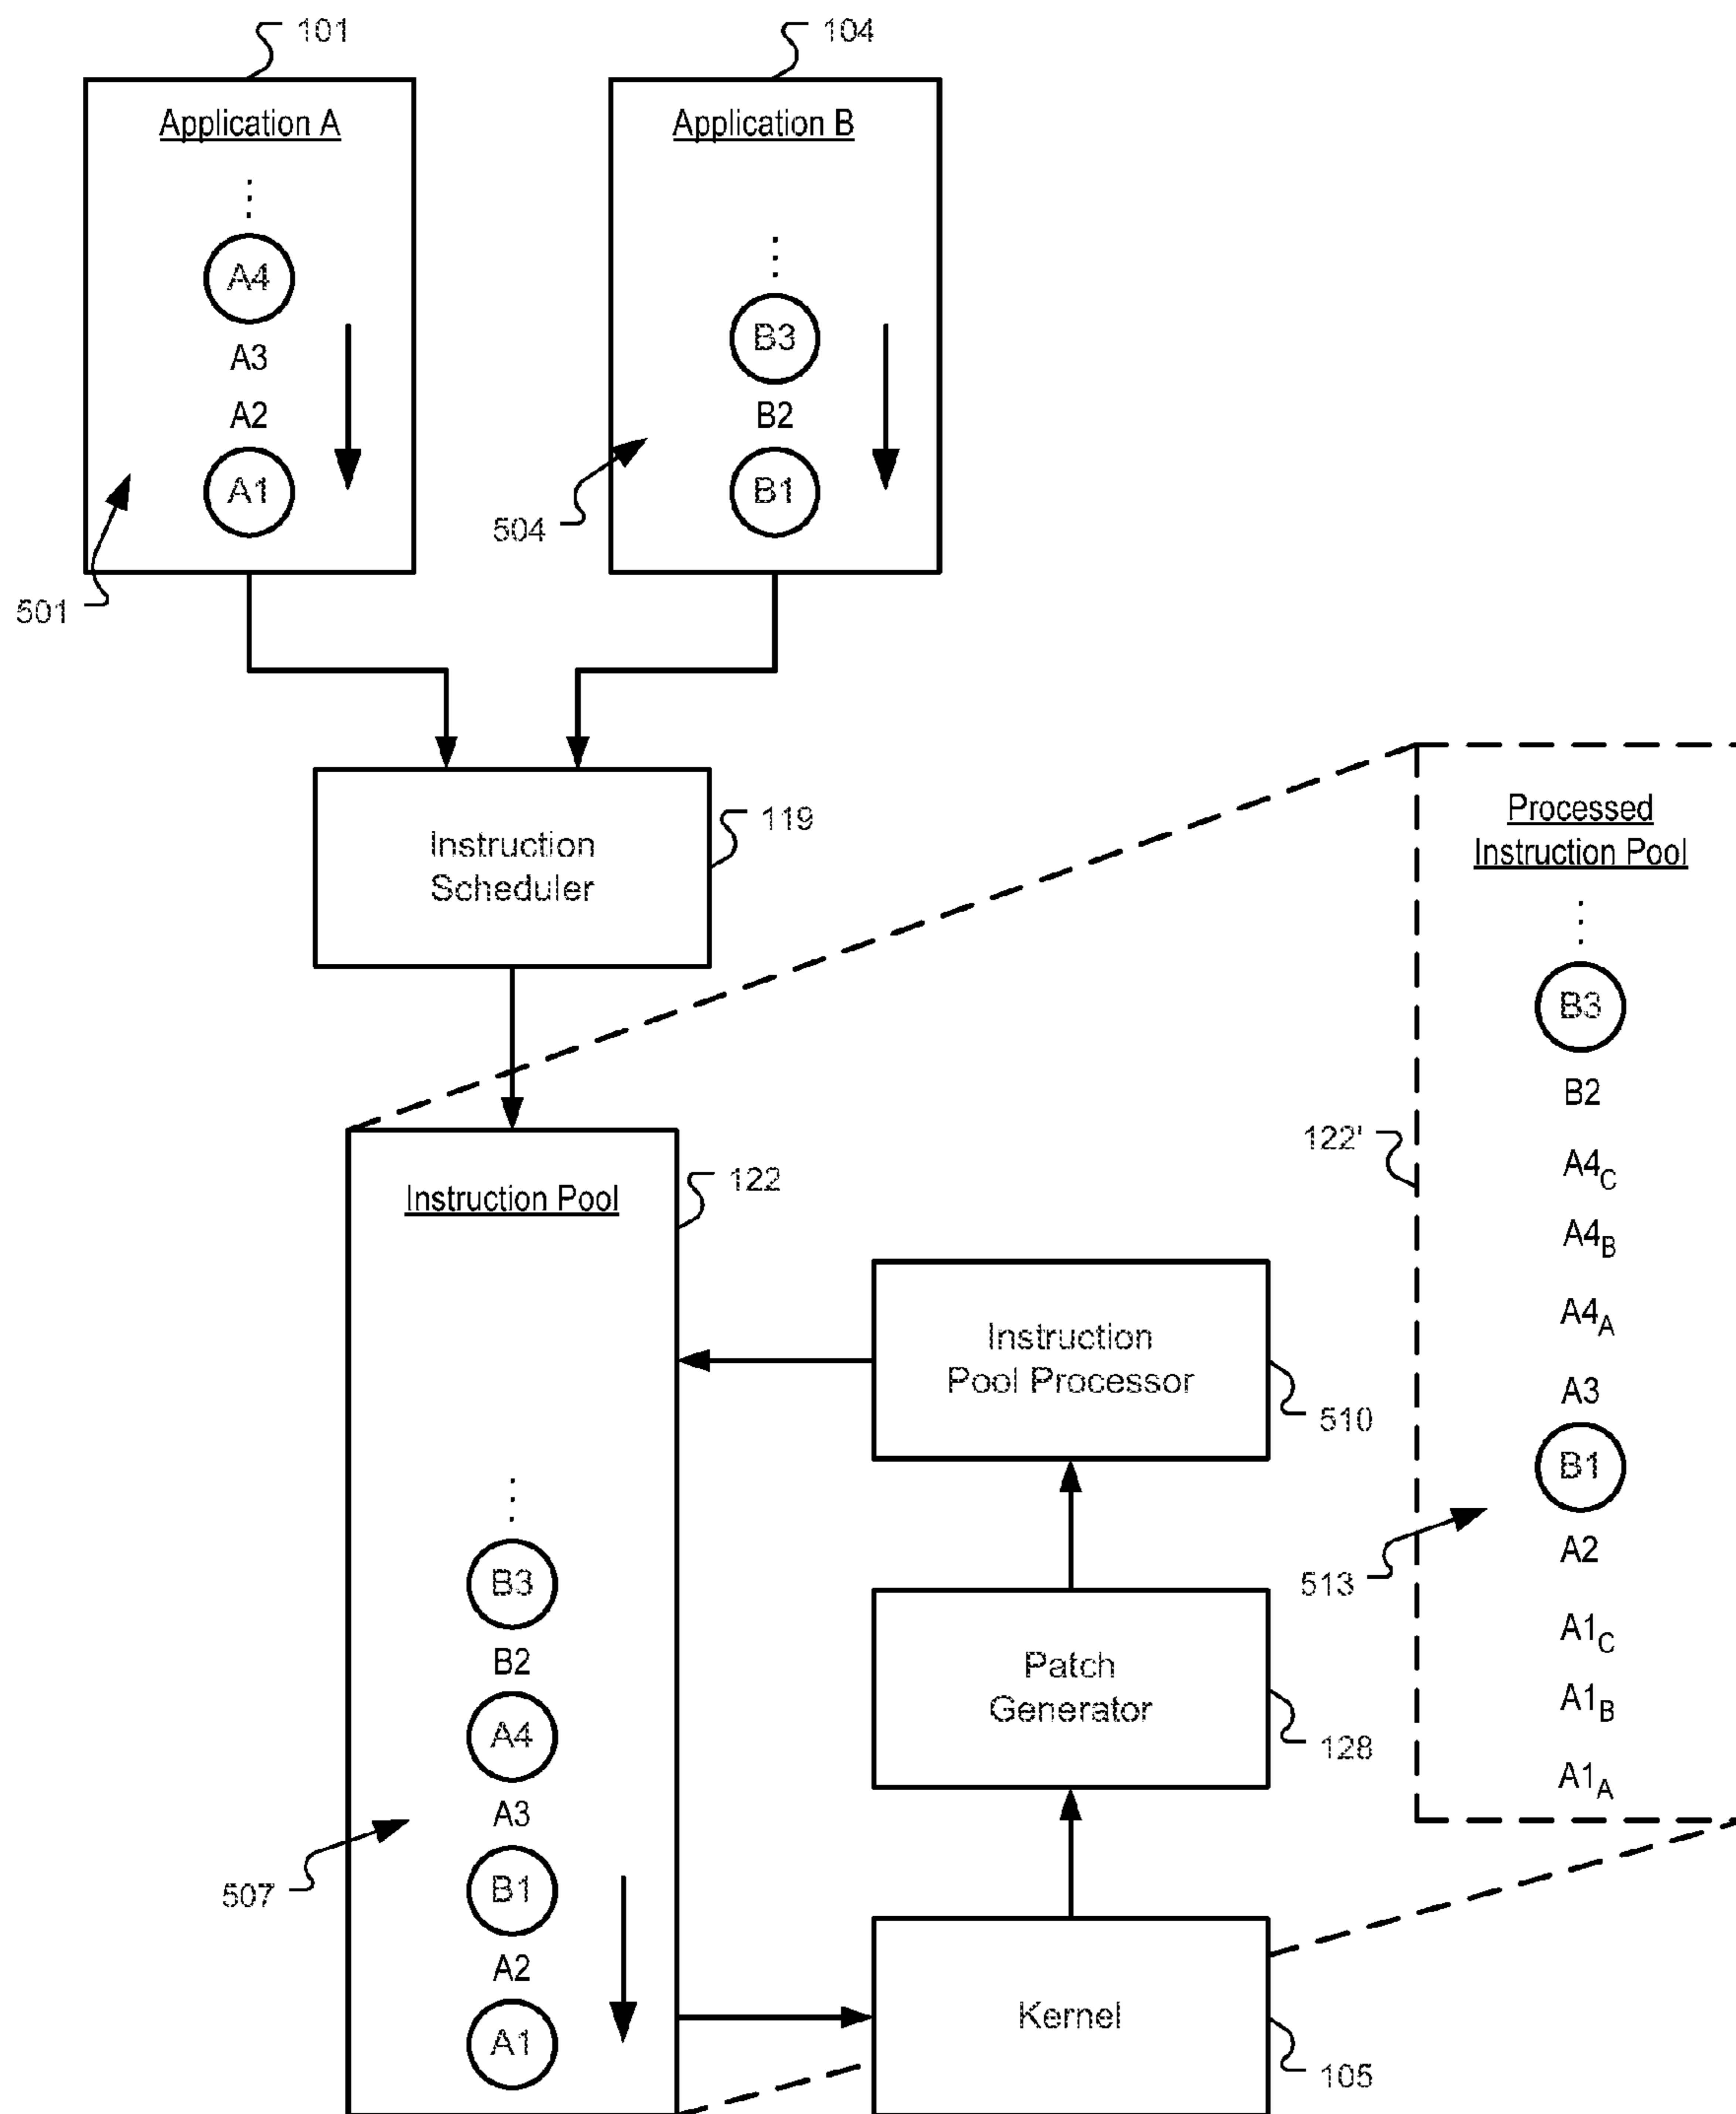 101
104
Application A
Application B
⋮
⋮
A4
B3
A3
B2
A2
A1
B1
504
501
Instruction
Scheduler
119
Processed
Instruction Pool
⋮
B3
B2
122'
A4C
A4B
A4A
A3
B1
A2
513
A1C
A1B
A1A
Instruction Pool
122
⋮
B3
B2
A4
A3
507
B1
A2
A1
Instruction
Pool Processor
510
Patch
Generator
128
Kernel
105